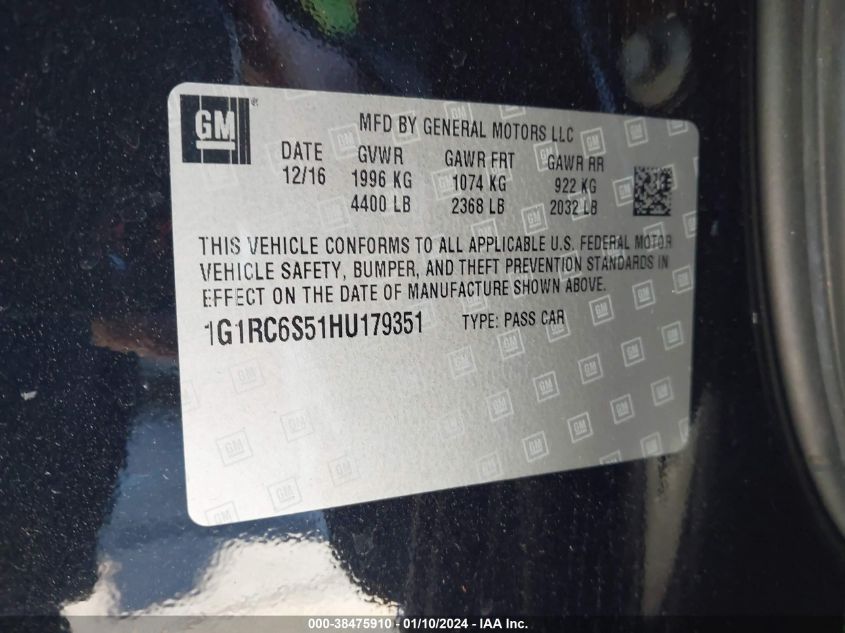 GM
MFD BY GENERAL MOTORS LLC
DATE GVWR GAWR FRT GAWR RR
12/16 1996 KG 1074 KG 922 KG
4400 LB 2368 LB 2032 LB
THIS VEHICLE CONFORMS TO ALL APPLICABLE U.S. FEDERAL MOTOR
VEHICLE SAFETY, BUMPER, AND THEFT PREVENTION STANDARDS IN
EFFECT ON THE DATE OF MANUFACTURE SHOWN ABOVE.
1G1RC6S51HU179351 TYPE: PASS CAR
000-38475910 - 01/10/2024 - IAA Inc.